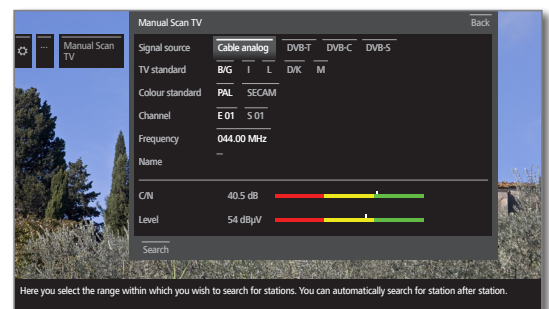 Manual Scan TV Back
... Manual Scan TV
Signal source Cable analog DVB-T DVB-C DVB-S
TV standard B/G I L D/K M
Colour standard PAL SECAM
Channel E 01 S 01
Frequency 044.00 MHz
Name –
C/N 40.5 dB
Level 54 dBµV
Search
Here you select the range within which you wish to search for stations. You can automatically search for station after station.